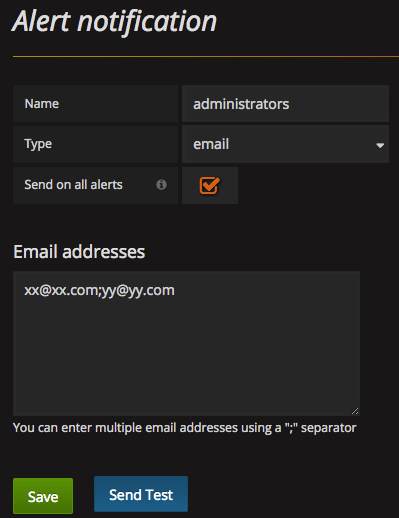 Alert notification
Name administrators
Type email
Send on all alerts
Email addresses
xx@xx.com;yy@yy.com
You can enter multiple email addresses using a ";" separator
Save Send Test